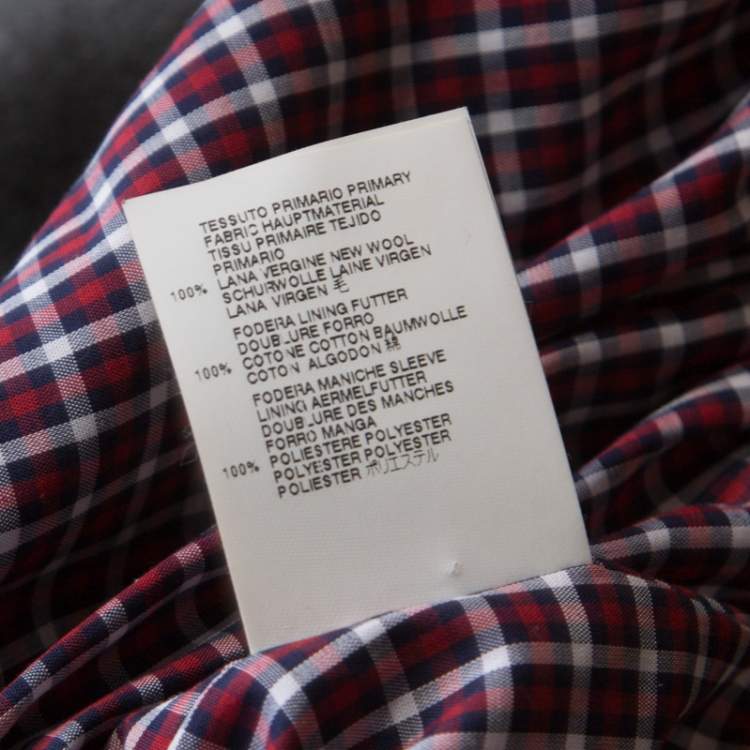 TESSUTO PRIMARIO PRIMARY
FABRIC HAUPTMATERIAL
TISSU PRIMAIRE TEJIDO
PRIMARIO
100% LANA VERGINE NEW WOOL
SCHURWOLLE LAINE VIRGEN
LANA VIRGEN 毛
FODERA LINING FUTTER
DOUBLURE FORRO
100% COTONE COTTON BAUMWOLLE
COTON ALGODON 綿
FODERA MANICHE SLEEVE
LINING AERMELFUTTER
DOUBLURE DES MANCHES
FORRO MANGA
100% POLIESTERE POLYESTER
POLYESTER POLYESTER
POLIESTER ポリエステル